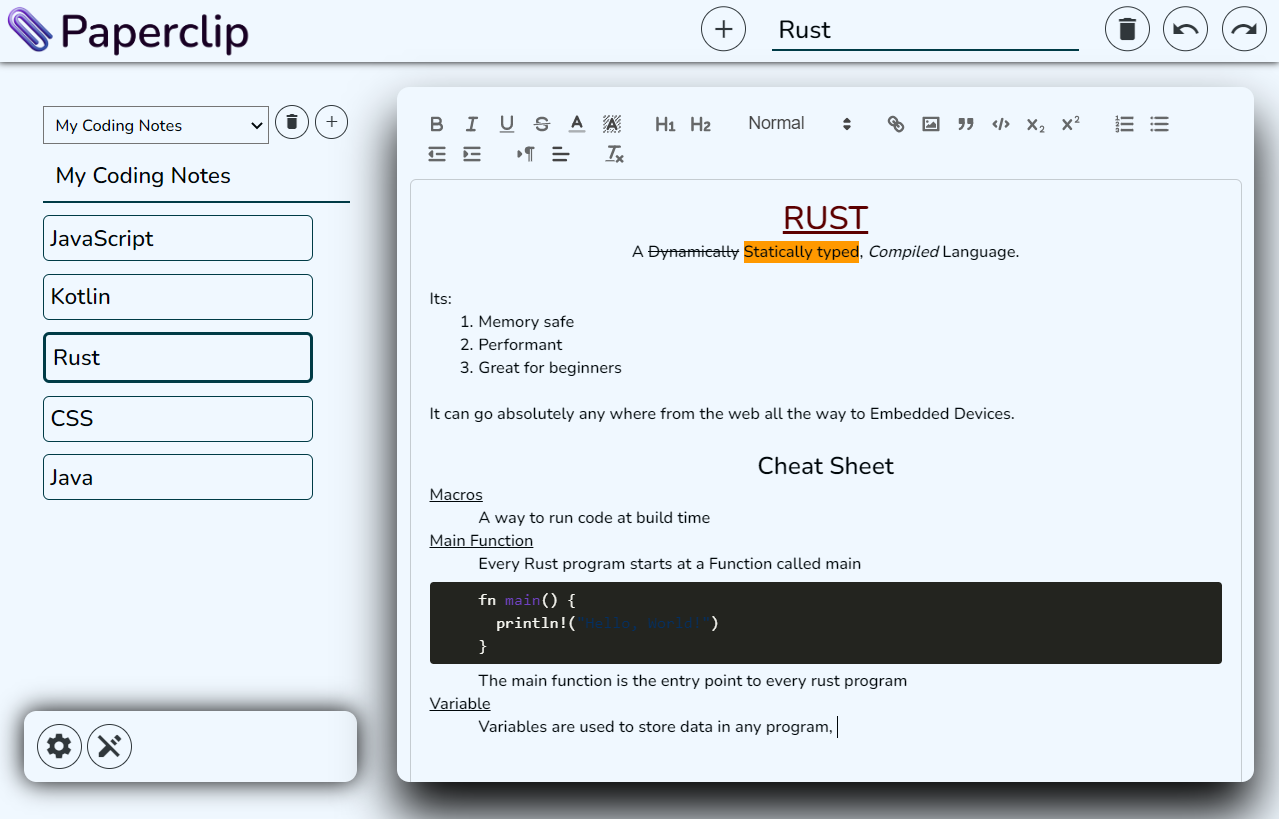 Paperclip
Rust
My Coding Notes
My Coding Notes
JavaScript
Kotlin
Rust
CSS
Java
B I U S A A H1 H2 Normal X2 X2
RUST
A Dynamically Statically typed, Compiled Language.
Its:
1. Memory safe
2. Performant
3. Great for beginners
It can go absolutely any where from the web all the way to Embedded Devices.
Cheat Sheet
Macros
A way to run code at build time
Main Function
Every Rust program starts at a Function called main
fn main() {
println!("Hello, world!")
}
The main function is the entry point to every rust program
Variable
Variables are used to store data in any program,